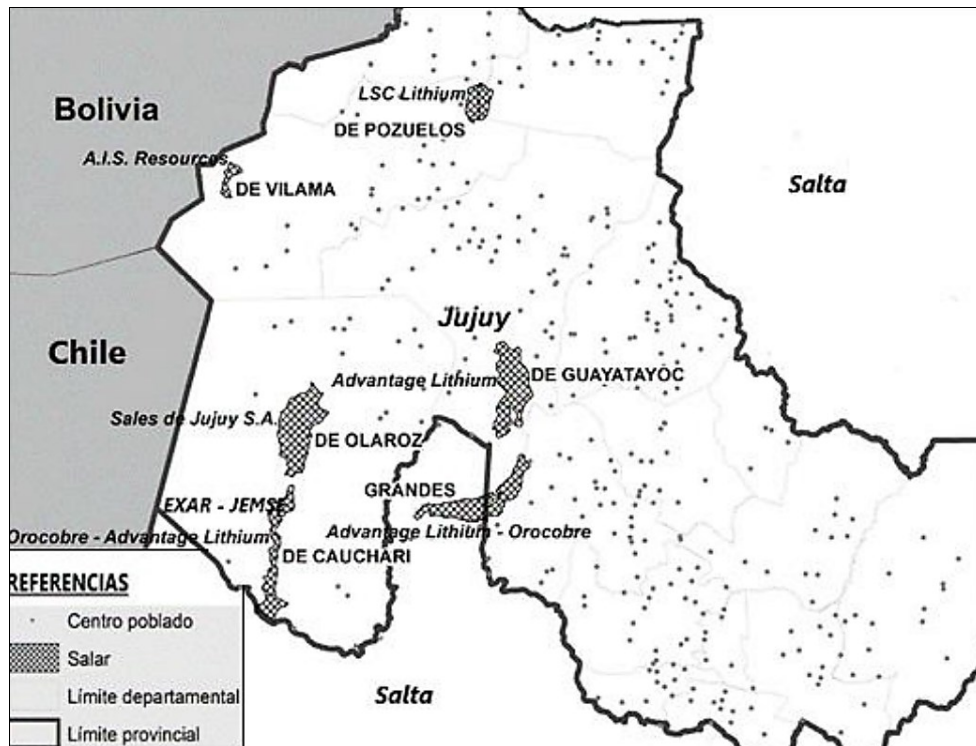 LSC Lithium
Bolivia
DE POZUELOS
A.I.S. Resources
DE VILAMA
Salta
Jujuy
Chile
Advantage Lithium
DE GUAYATAYOC
Sales de Jujuy S.A.
DE OLAROZ
GRANDES
EXAR - JEMSE
Advantage Lithium - Orocobre
Orocobre - Advantage Lithium
DE CAUCHARI
REFERENCIAS
Centro poblado
Salar
Límite departamental
Límite provincial
Salta